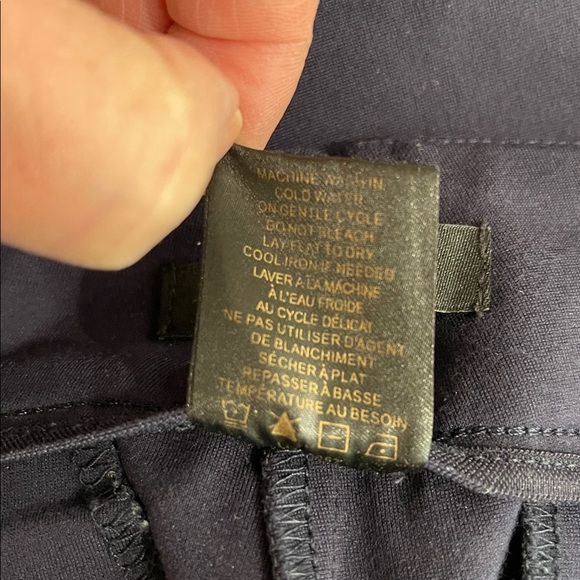 MACHINE WASH IN
COLD WATER
ON GENTLE CYCLE
DO NOT BLEACH
LAY FLAT TO DRY
COOL IRON IF NEEDED
LAVER A LA MACHINE
À L'EAU FROIDE
AU CYCLE DÉLICAT
NE PAS UTILISER D'AGENT
DE BLANCHIMENT
SÉCHER À PLAT
REPASSER À BASSE
TEMPÉRATURE AU BESOIN